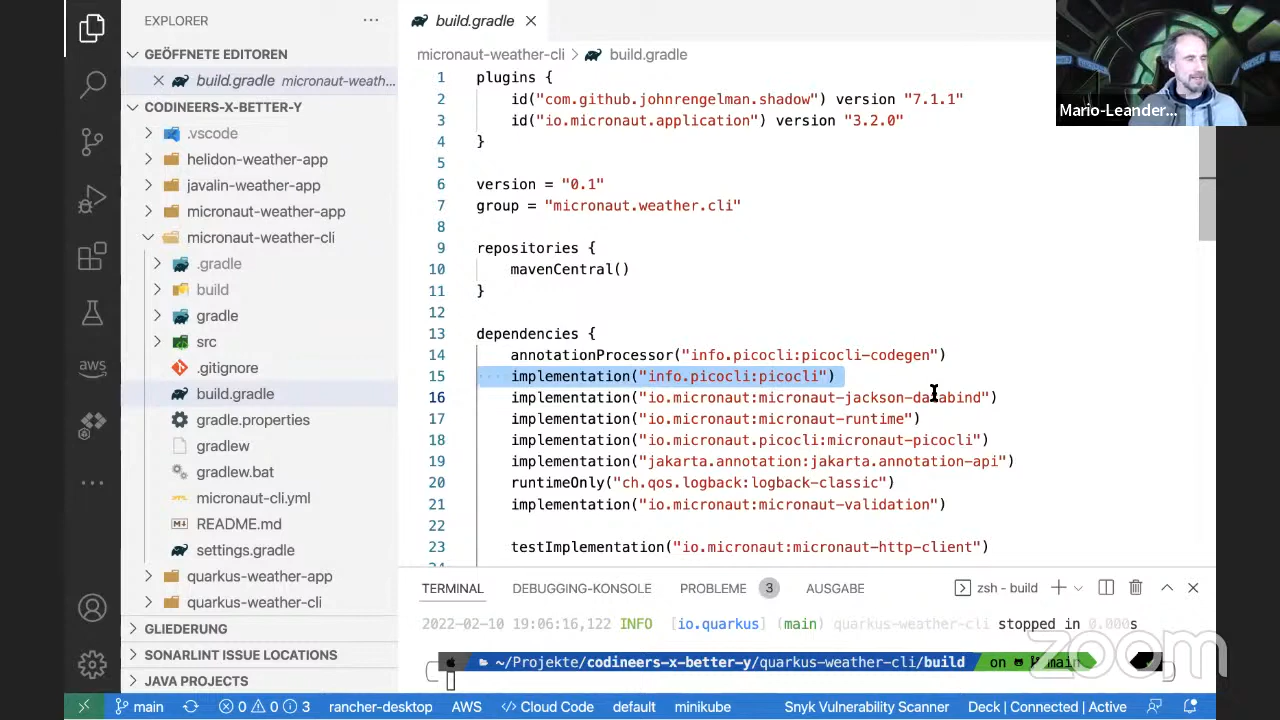 EXPLORER
GEÖFFNETE EDITOREN
build.gradle micronaut-weath...
CODINEERS-X-BETTER-Y
.vscode
helidon-weather-app
javalin-weather-app
micronaut-weather-app
micronaut-weather-cli
.gradle
build
gradle
src
.gitignore
build.gradle
gradle.properties
gradlew
gradlew.bat
micronaut-cli.yml
README.md
settings.gradle
quarkus-weather-app
quarkus-weather-cli
GLIEDERUNG
SONARLINT ISSUE LOCATIONS
JAVA PROJECTS
aws
build.gradle
micronaut-weather-cli > build.gradle
1 plugins {
2 id("com.github.johnrengelman.shadow") version "7.1.1"
3 id("io.micronaut.application") version "3.2.0"
4 }
5
6 version = "0.1"
7 group = "micronaut.weather.cli"
8
9 repositories {
10 mavenCentral()
11 }
12
13 dependencies {
14 annotationProcessor("info.picocli:picocli-codegen")
15 implementation("info.picocli:picocli")
16 implementation("io.micronaut:micronaut-jackson-databind")
17 implementation("io.micronaut:micronaut-runtime")
18 implementation("io.micronaut.picocli:micronaut-picocli")
19 implementation("jakarta.annotation:jakarta.annotation-api")
20 runtimeOnly("ch.qos.logback:logback-classic")
21 implementation("io.micronaut:micronaut-validation")
22
23 testImplementation("io.micronaut:micronaut-http-client")
Mario-Leander...
TERMINAL DEBUGGING-KONSOLE PROBLEME 3 AUSGABE zsh - build
2022-02-10 19:06:16,122 INFO [io.quarkus] (main) quarkus-weather-cli stopped in 0.000s
~/Projekte/codineers-x-better-y/quarkus-weather-cli/build on main
zoom
main 0 0 3 rancher-desktop AWS Cloud Code default minikube Snyk Vulnerability Scanner Deck | Connected | Active